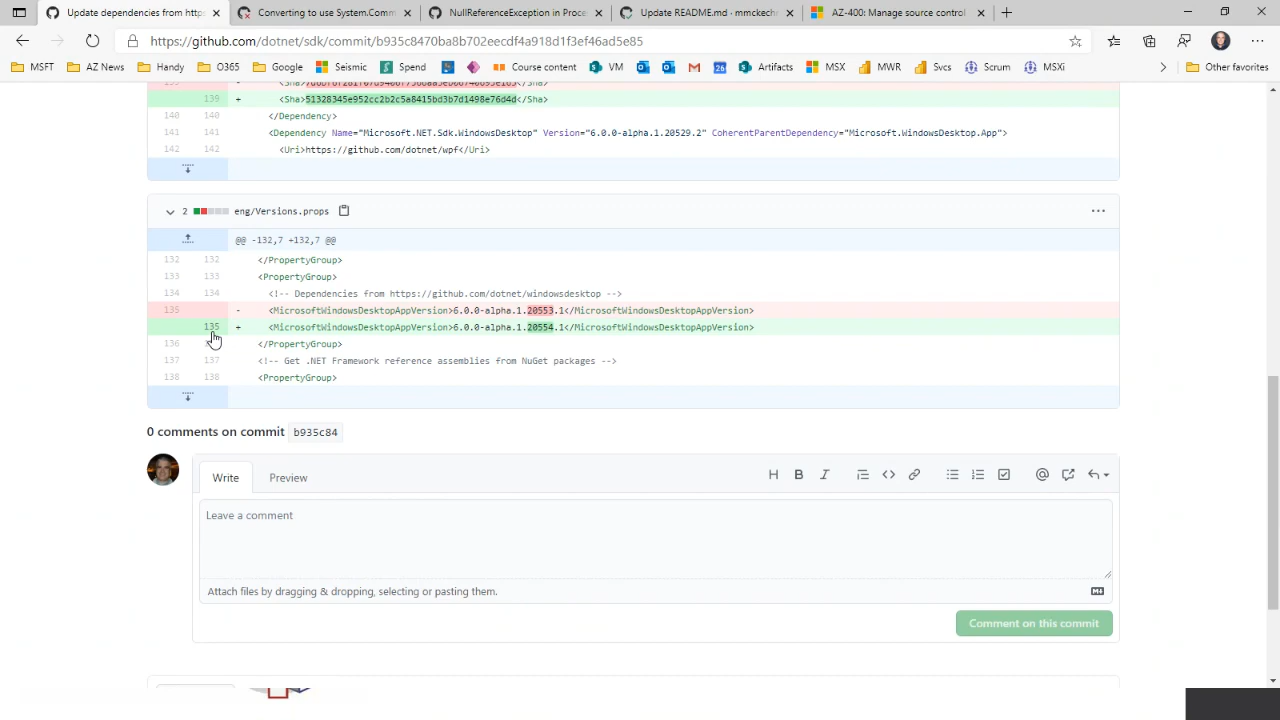 Update dependencies from https
Converting to use System.Comm
NullReferenceException in Proce
Update README.md · mmckechr
AZ-400: Manage source control
https://github.com/dotnet/sdk/commit/b935c8470ba8b702eecdf4a918d1f3ef46ad5e85
MSFT
AZ News
Handy
O365
Google
Seismic
Spend
Course content
VM
26
Artifacts
MSX
MWR
Svcs
Scrum
MSXi
Other favorites
139 + <Sha>51328345e952cc2b2c5a8415bd3b7d1498e76d4d</Sha>
140 140 </Dependency>
141 141 <Dependency Name="Microsoft.NET.Sdk.WindowsDesktop" Version="6.0.0-alpha.1.20529.2" CoherentParentDependency="Microsoft.WindowsDesktop.App">
142 142 <Uri>https://github.com/dotnet/wpf</Uri>
2 eng/Versions.props
@@ -132,7 +132,7 @@
132 132 </PropertyGroup>
133 133 <PropertyGroup>
134 134 <!-- Dependencies from https://github.com/dotnet/windowsdesktop -->
135 - <MicrosoftWindowsDesktopAppVersion>6.0.0-alpha.1.20553.1</MicrosoftWindowsDesktopAppVersion>
135 + <MicrosoftWindowsDesktopAppVersion>6.0.0-alpha.1.20554.1</MicrosoftWindowsDesktopAppVersion>
136 </PropertyGroup>
137 137 <!-- Get .NET Framework reference assemblies from NuGet packages -->
138 138 <PropertyGroup>
0 comments on commit b935c84
Write
Preview
Leave a comment
Attach files by dragging & dropping, selecting or pasting them.
Comment on this commit